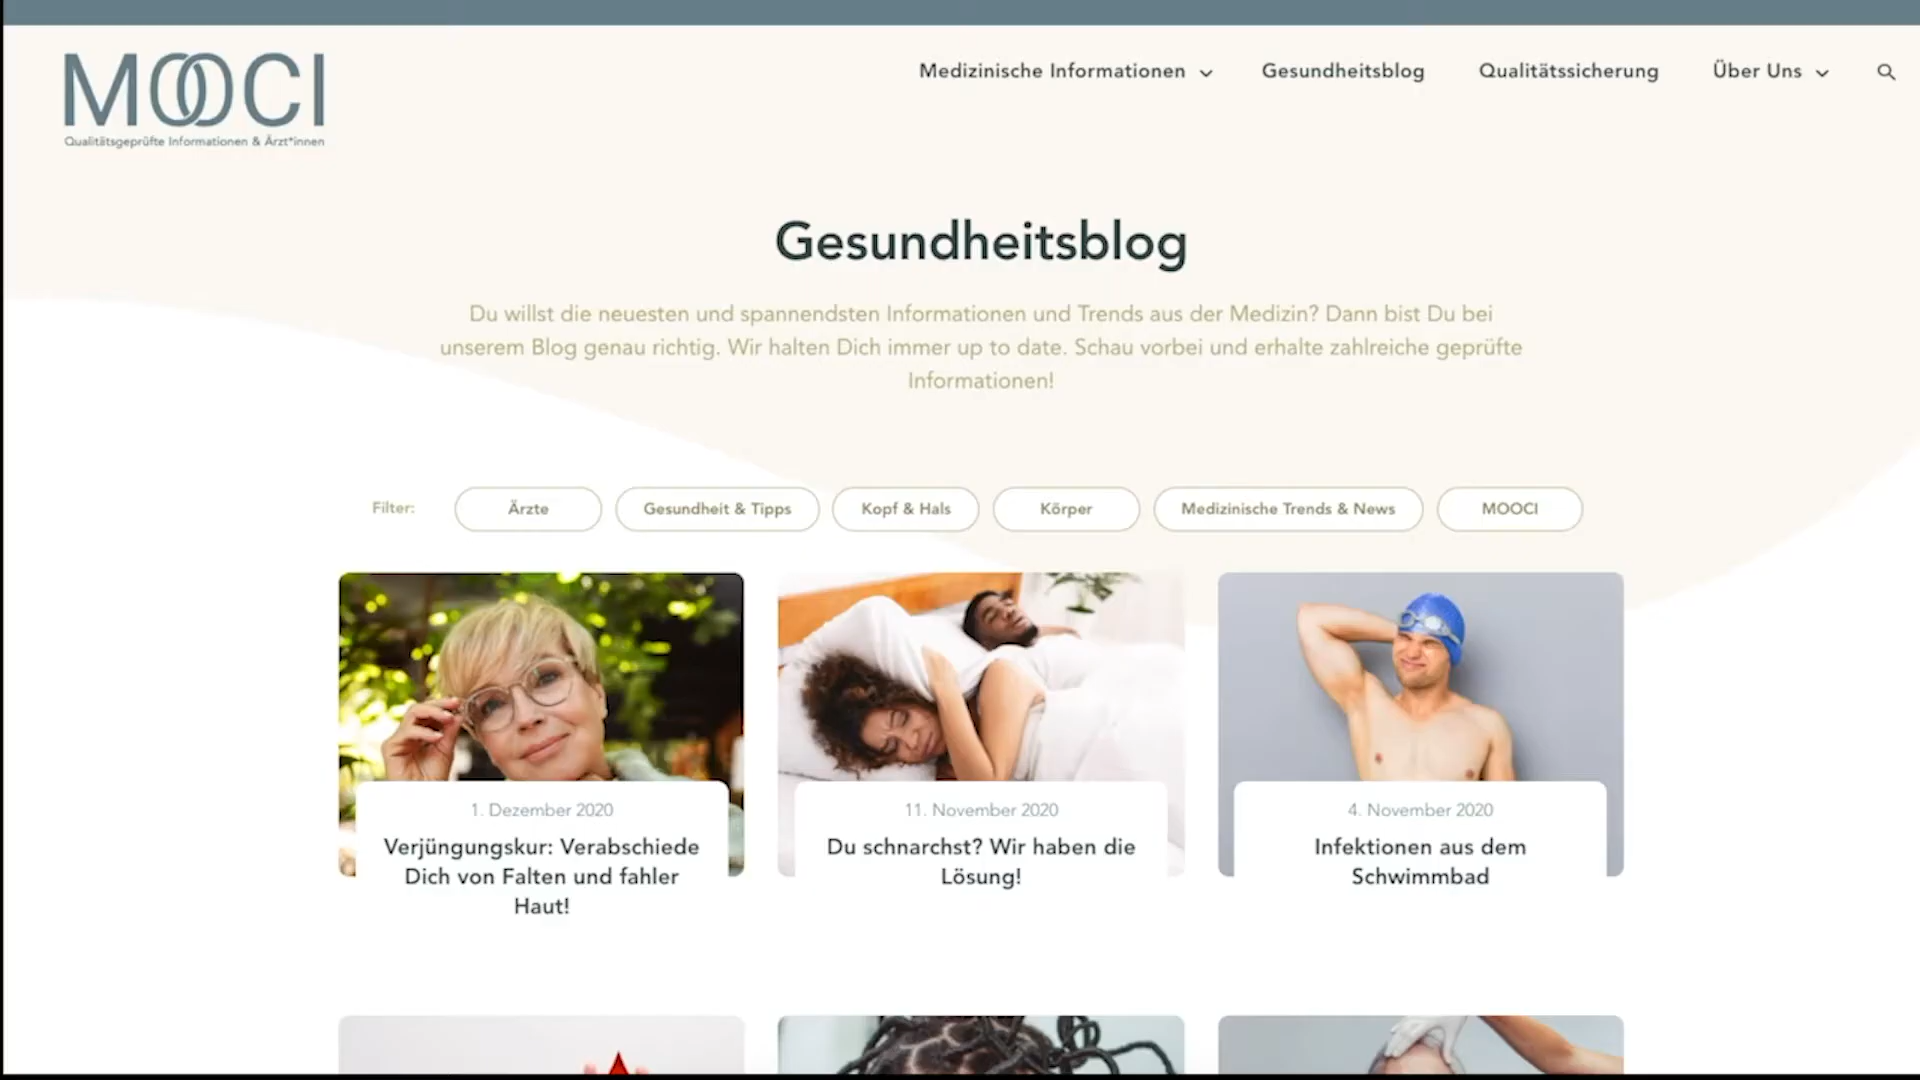 MOOCI
Qualitätsgeprüfte Informationen & Ärzt*innen
Medizinische Informationen
Gesundheitsblog
Qualitätssicherung
Über Uns
Gesundheitsblog
Du willst die neuesten und spannendsten Informationen und Trends aus der Medizin? Dann bist Du bei
unserem Blog genau richtig. Wir halten Dich immer up to date. Schau vorbei und erhalte zahlreiche geprüfte
Informationen!
Filter:
Ärzte
Gesundheit & Tipps
Kopf & Hals
Körper
Medizinische Trends & News
MOOCI
1. Dezember 2020
Verjüngungskur: Verabschiede
Dich von Falten und fahler
Haut!
11. November 2020
Du schnarchst? Wir haben die
Lösung!
4. November 2020
Infektionen aus dem
Schwimmbad